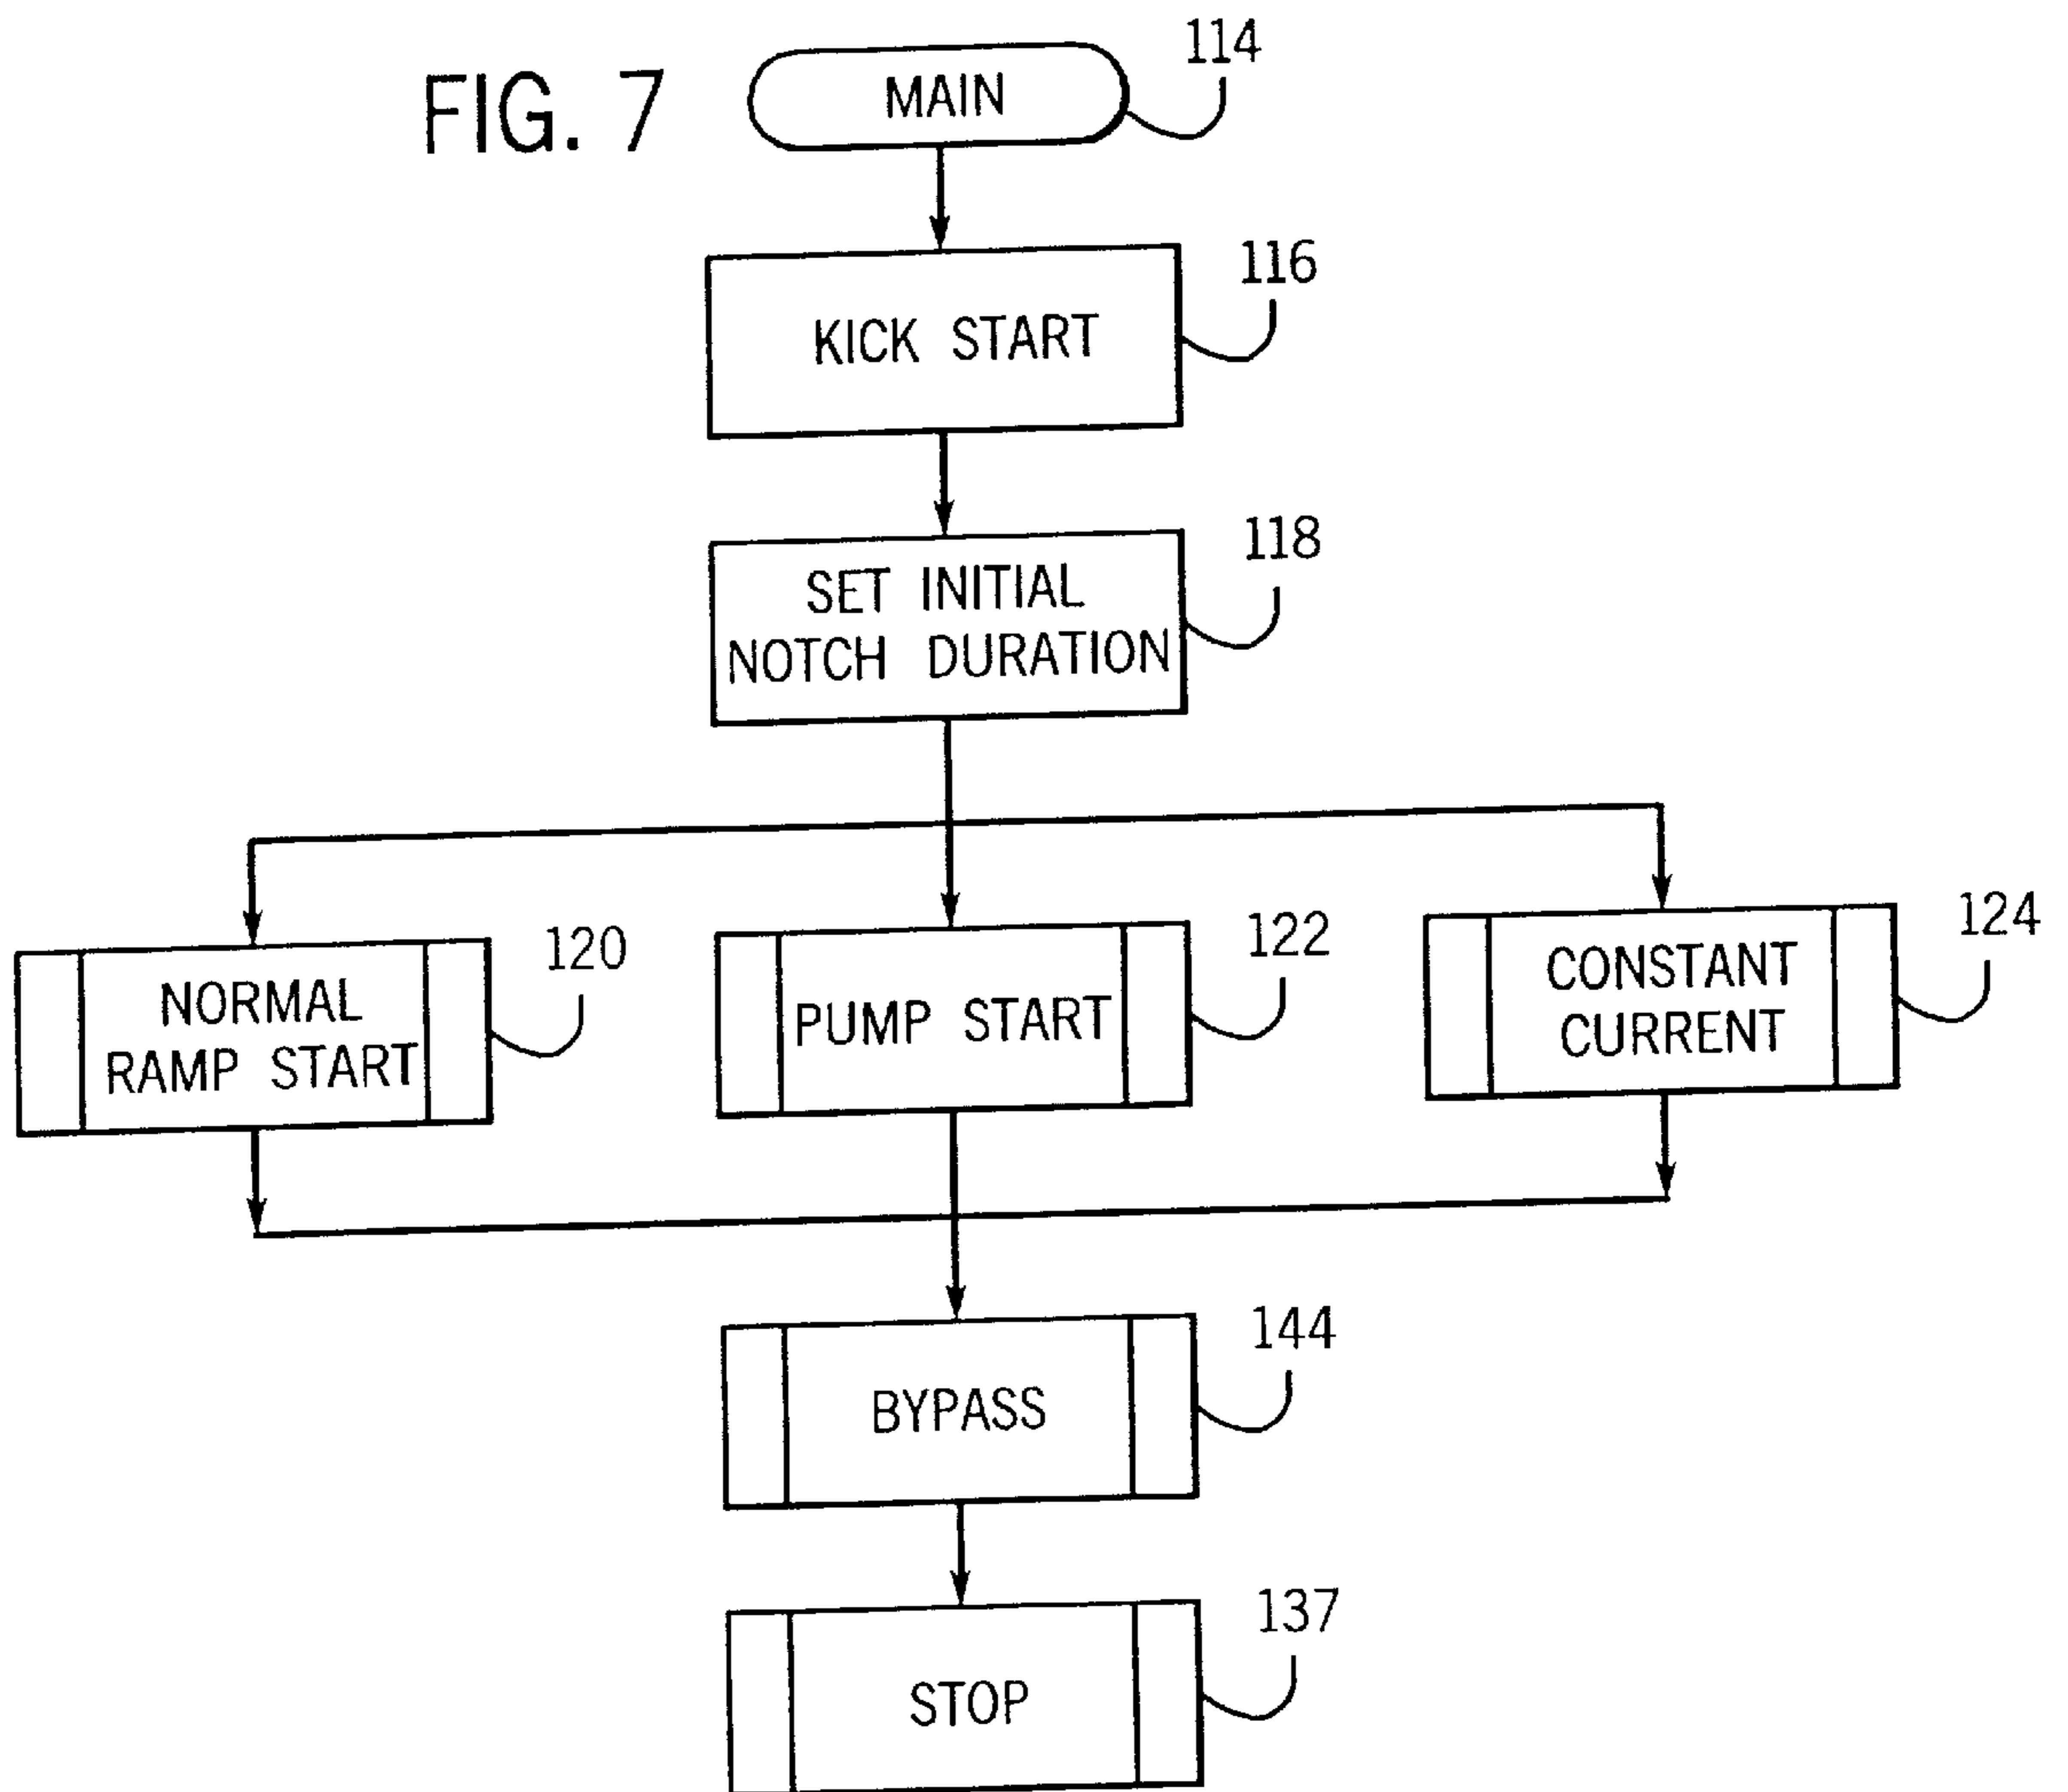 FIG. 7
MAIN
114
KICK START
116
SET INITIAL
NOTCH DURATION
118
NORMAL
RAMP START
120
PUMP START
122
CONSTANT
CURRENT
124
BYPASS
144
STOP
137